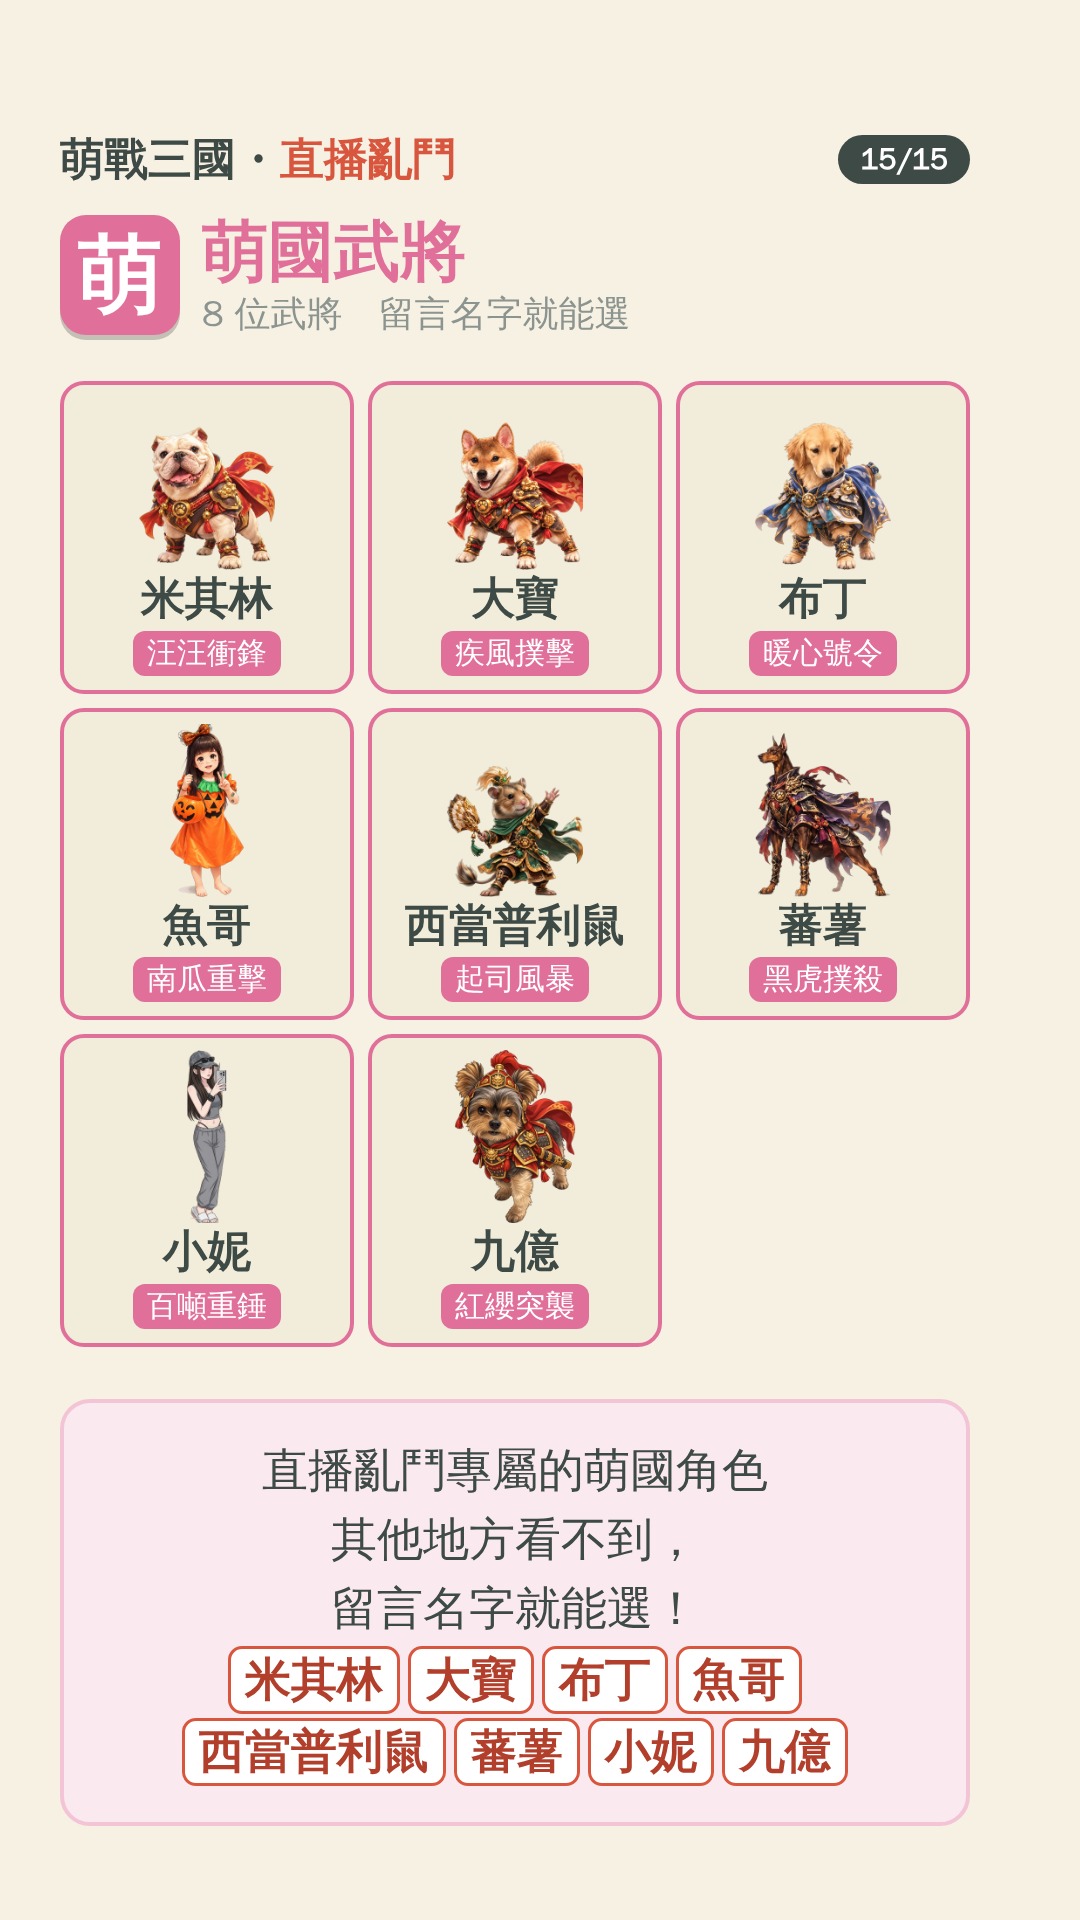 萌戰三國・直播亂鬥
15/15
萌
萌國武將
8 位武將　留言名字就能選
米其林
汪汪衝鋒
大寶
疾風撲擊
布丁
暖心號令
魚哥
南瓜重擊
西當普利鼠
起司風暴
蕃薯
黑虎撲殺
小妮
百噸重錘
九億
紅纓突襲
直播亂鬥專屬的萌國角色
其他地方看不到，
留言名字就能選！
米其林 大寶 布丁 魚哥
西當普利鼠 蕃薯 小妮 九億